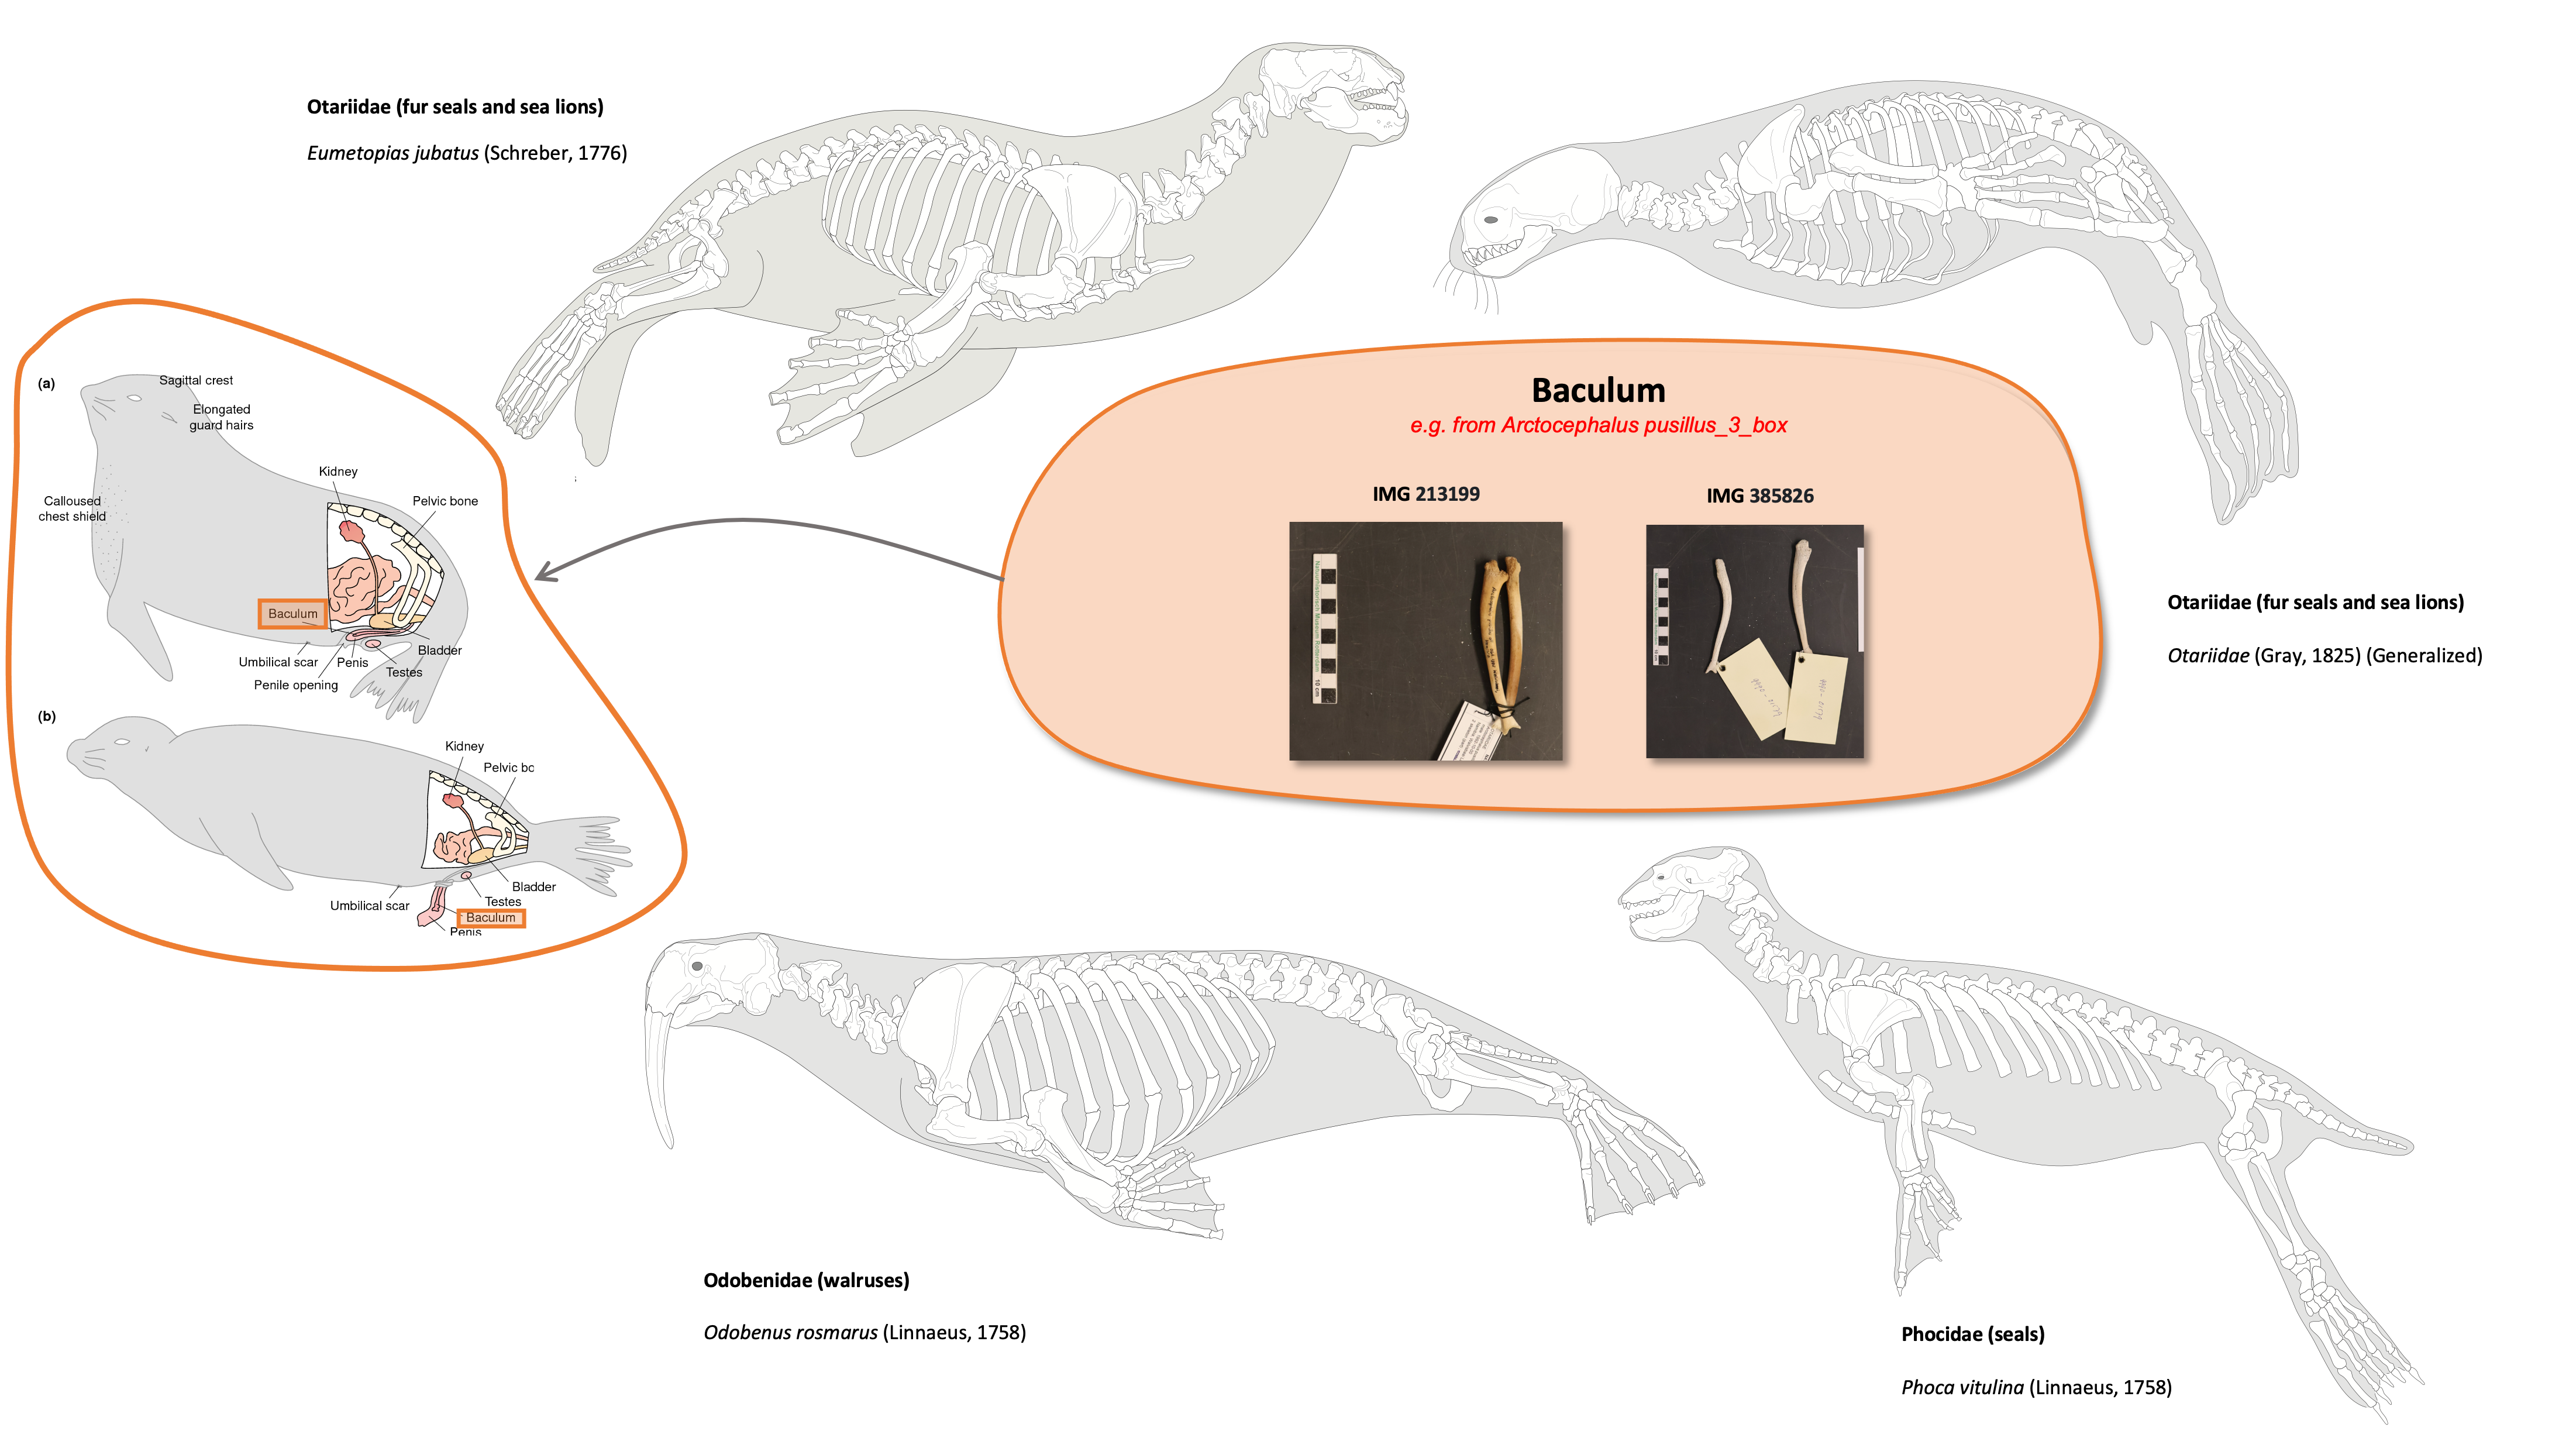 Otariidae (fur seals and sea lions)
Eumetopias jubatus (Schreber, 1776)
(a)
Sagittal crest
Elongated
guard hairs
Kidney
Calloused
chest shield
Pelvic bone
Baculum
Bladder
Umbilical scar
Penis
Testes
Penile opening
(b)
Kidney
Pelvic bc
Bladder
Testes
Umbilical scar
Baculum
Penis
Baculum
e.g. from Arctocephalus pusillus_3_box
IMG 213199
IMG 385826
10 cm
Otariidae (fur seals and sea lions)
Otariidae (Gray, 1825) (Generalized)
Odobenidae (walruses)
Odobenus rosmarus (Linnaeus, 1758)
Phocidae (seals)
Phoca vitulina (Linnaeus, 1758)